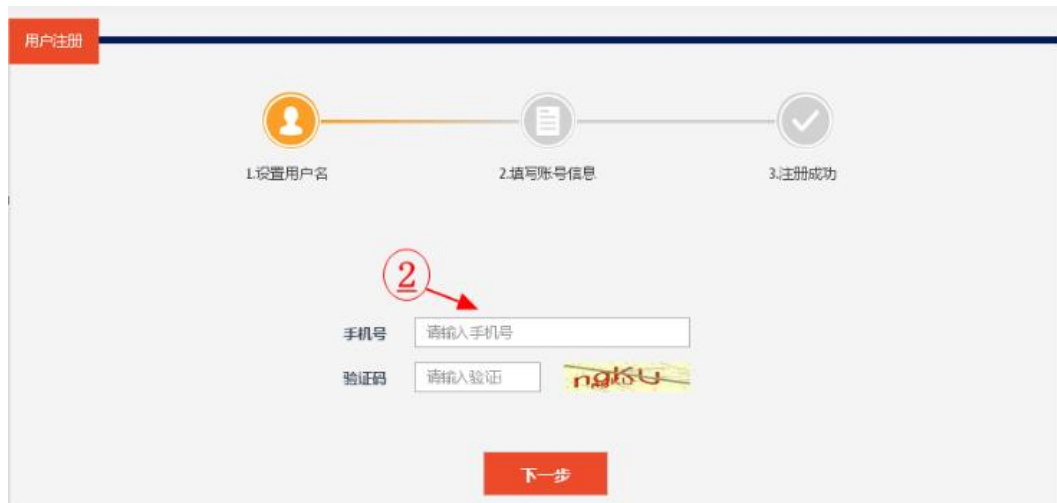 用户注册
1.设置用户名
2.填写账号信息
3.注册成功
2
手机号 请输入手机号
验证码 请输入验证
下一步